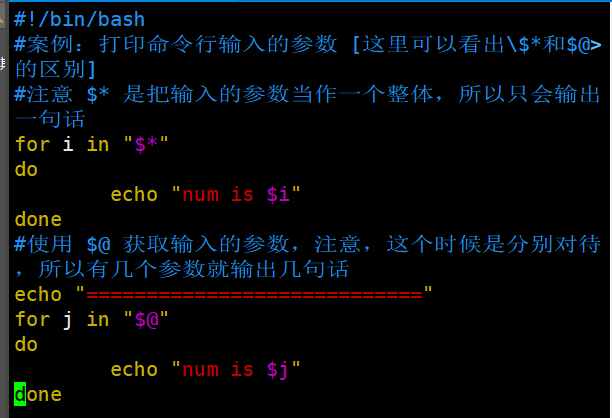 #!/bin/bash
#案例：打印命令行输入的参数 [这里可以看出\$*和$@>
的区别]
#注意 $* 是把输入的参数当作一个整体，所以只会输出
一句话
for i in "$*"
do
        echo "num is $i"
done
#使用 $@ 获取输入的参数，注意，这个时候是分别对待
，所以有几个参数就输出几句话
echo "============================"
for j in "$@"
do
        echo "num is $j"
done